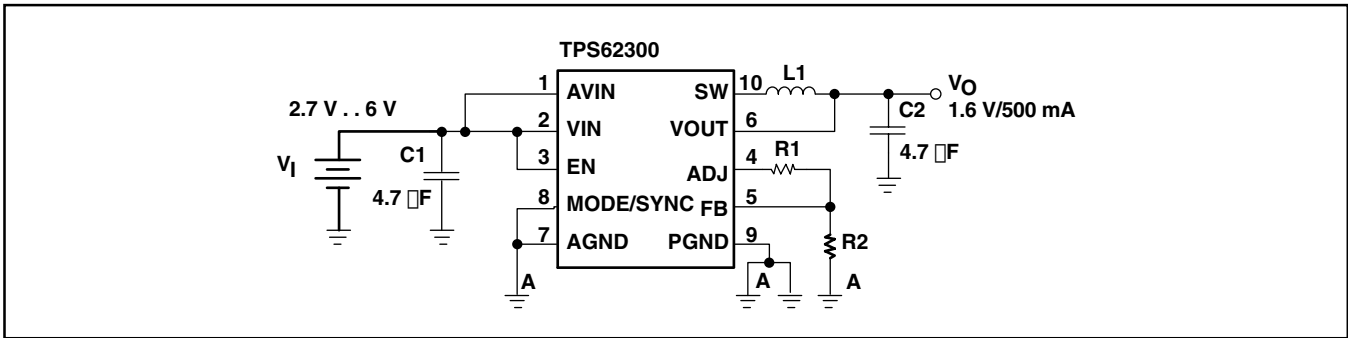 TPS62300
2.7 V . . 6 V
VI
C1
4.7 □F
1
AVIN
2
VIN
3
EN
8
MODE/SYNC
7
AGND
A
SW
10
L1
VOUT
6
ADJ
4
R1
FB
5
PGND
9
A
R2
A
C2
4.7 □F
VO
1.6 V/500 mA